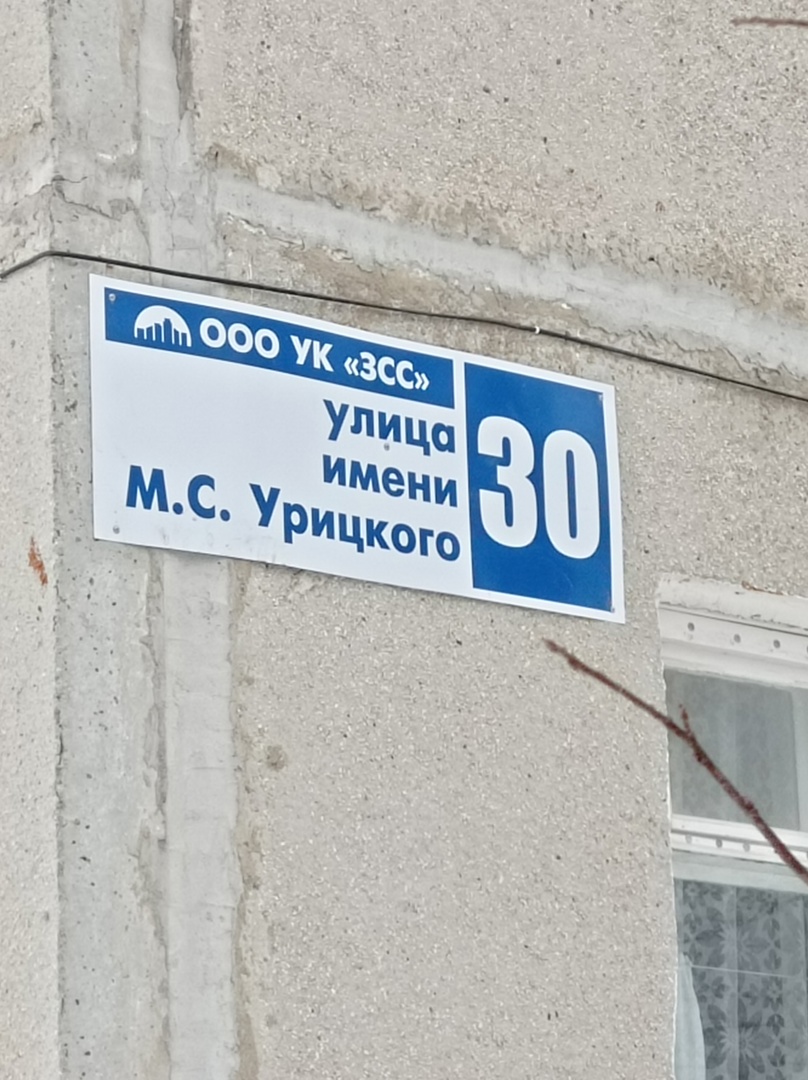 ООО УК «ЗСС»
улица
имени
М.С. Урицкого
30